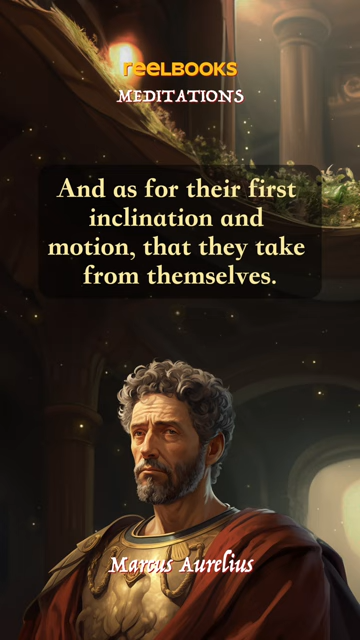 reelbooks
MEDITATIONS
And as for their first
inclination and
motion, that they take
from themselves.
Marcus Aurelius